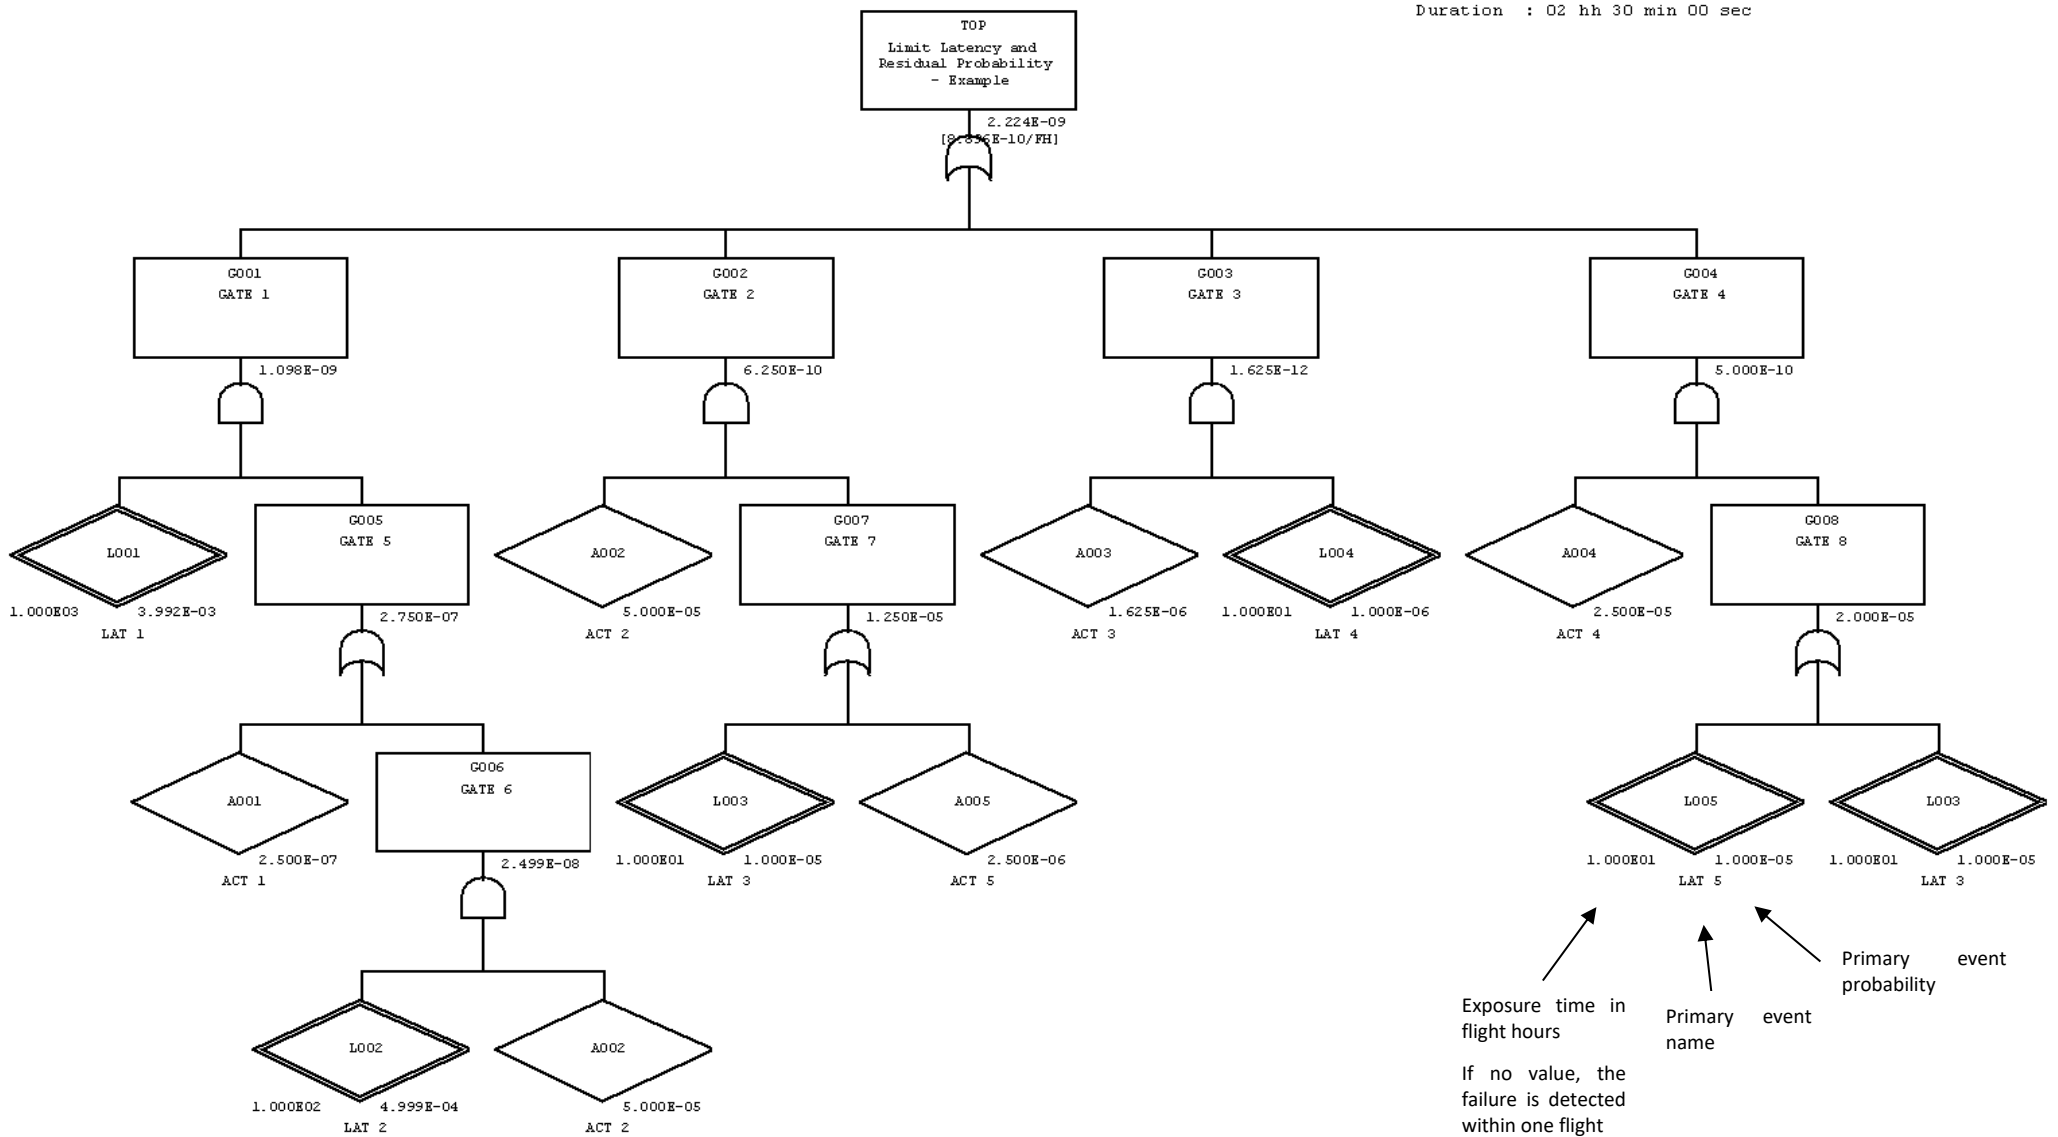 Duration : 02 hh 30 min 00 sec
TOP
Limit Latency and
Residual Probability
- Example
2.224E-09
[8.896E-10/FH]
G001
GATE 1
G002
GATE 2
G003
GATE 3
G004
GATE 4
1.098E-09
6.250E-10
1.625E-12
5.000E-10
L001
G005
GATE 5
A002
G007
GATE 7
A003
L004
A004
G008
GATE 8
1.000E03
3.992E-03
LAT 1
2.750E-07
5.000E-05
ACT 2
1.250E-05
1.625E-06
ACT 3
1.000E01
1.000E-06
LAT 4
2.500E-05
ACT 4
2.000E-05
A001
G006
GATE 6
L003
A005
L005
L003
2.500E-07
ACT 1
2.499E-08
1.000E01
1.000E-05
LAT 3
2.500E-06
ACT 5
1.000E01
1.000E-05
LAT 5
1.000E01
1.000E-05
LAT 3
L002
A002
1.000E02
4.999E-04
LAT 2
5.000E-05
ACT 2
Exposure time in
flight hours
If no value, the
failure is detected
within one flight
Primary event
name
Primary event
probability